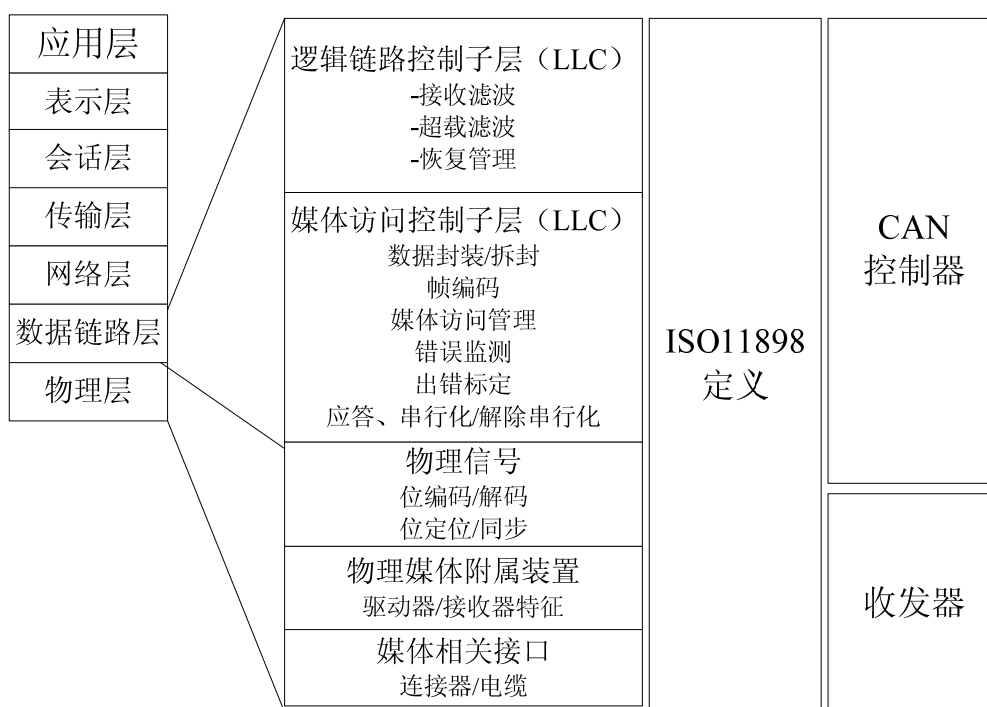 应用层
表示层
会话层
传输层
网络层
数据链路层
物理层
逻辑链路控制子层（LLC）
-接收滤波
-超载滤波
-恢复管理
媒体访问控制子层（LLC）
数据封装/拆封
帧编码
媒体访问管理
错误监测
出错标定
应答、串行化/解除串行化
物理信号
位编码/解码
位定位/同步
物理媒体附属装置
驱动器/接收器特征
媒体相关接口
连接器/电缆
ISO11898
定义
CAN
控制器
收发器